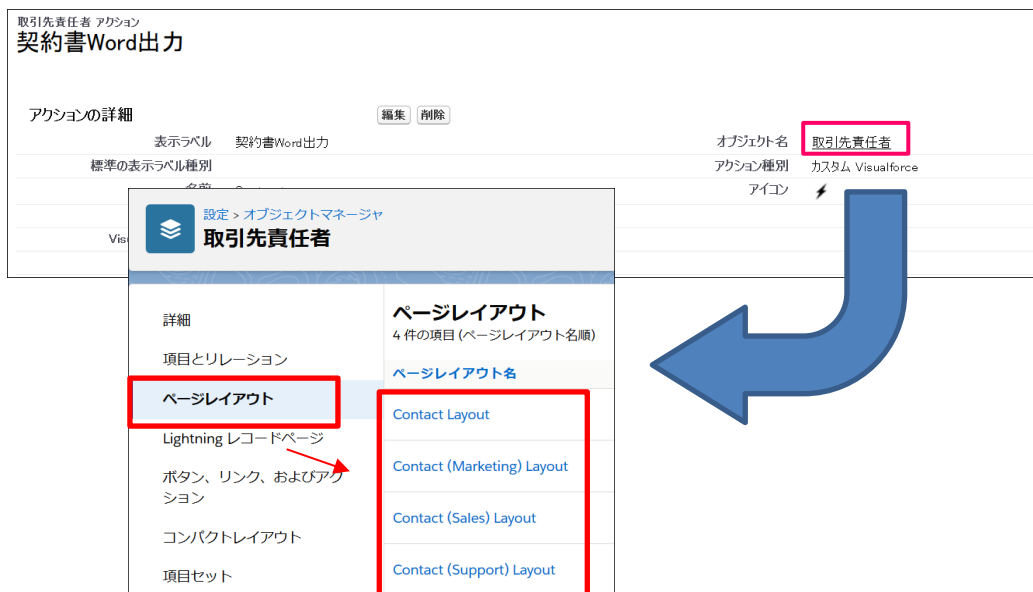 取引先責任者 アクション
契約書Word出力
アクションの詳細
編集 削除
表示ラベル 契約書Word出力
オブジェクト名 取引先責任者
標準の表示ラベル種別
アクション種別 カスタム Visualforce
アイコン
設定 > オブジェクトマネージャ
取引先責任者
詳細
項目とリレーション
ページレイアウト
Lightning レコードページ
ボタン、リンク、およびアク
ション
コンパクトレイアウト
項目セット
ページレイアウト
4 件の項目 (ページレイアウト名順)
ページレイアウト名
Contact Layout
Contact (Marketing) Layout
Contact (Sales) Layout
Contact (Support) Layout